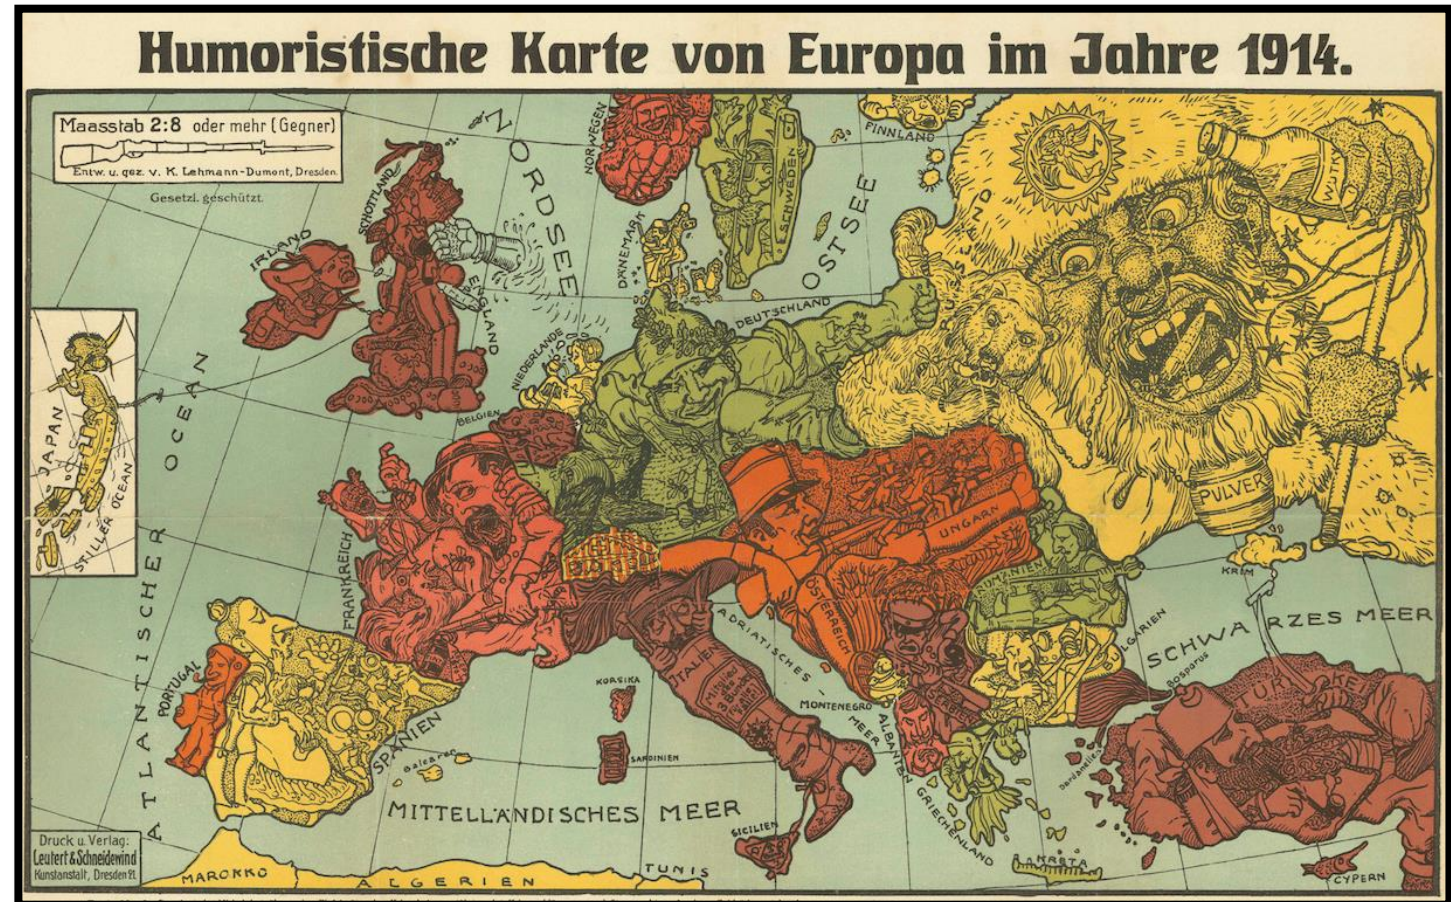 Humoristische Karte von Europa im Jahre 1914.
Maasstab 2:8 oder mehr (Gegner)
Entw. u. gez. v. K. Lehmann-Dumont, Dresden.
Gesetzl. geschützt.
NORDSEE
NORWEGEN
SCHWEDEN
FINNLAND
OSTSEE
RUSSLAND
WUTKI
SCHOTTLAND
IRLAND
ENGLAND
DÄNEMARK
DEUTSCHLAND
NIEDERLANDE
BELGIEN
JAPAN
STILLER OCEAN
ATLANTISCHER OCEAN
FRANKREICH
PULVER
UNGARN
ÖSTERREICH
RUMÄNIEN
KRIM
SCHWARZES MEER
BULGARIEN
Bosporus
ITALIEN
ADRIATISCHES
MEER
MONTENEGRO
SERBIEN
ALBANIEN
GRIECHENLAND
TÜRKEI
Dardanellen
PORTUGAL
SPANIEN
Balearen
KORSIKA
SARDINIEN
SICILIEN
MITTELLÄNDISCHES MEER
KRETA
CYPERN
MAROKKO
ALGERIEN
TUNIS
Druck u. Verlag:
Leutert & Schneidewind
Kunstanstalt, Dresden 21.